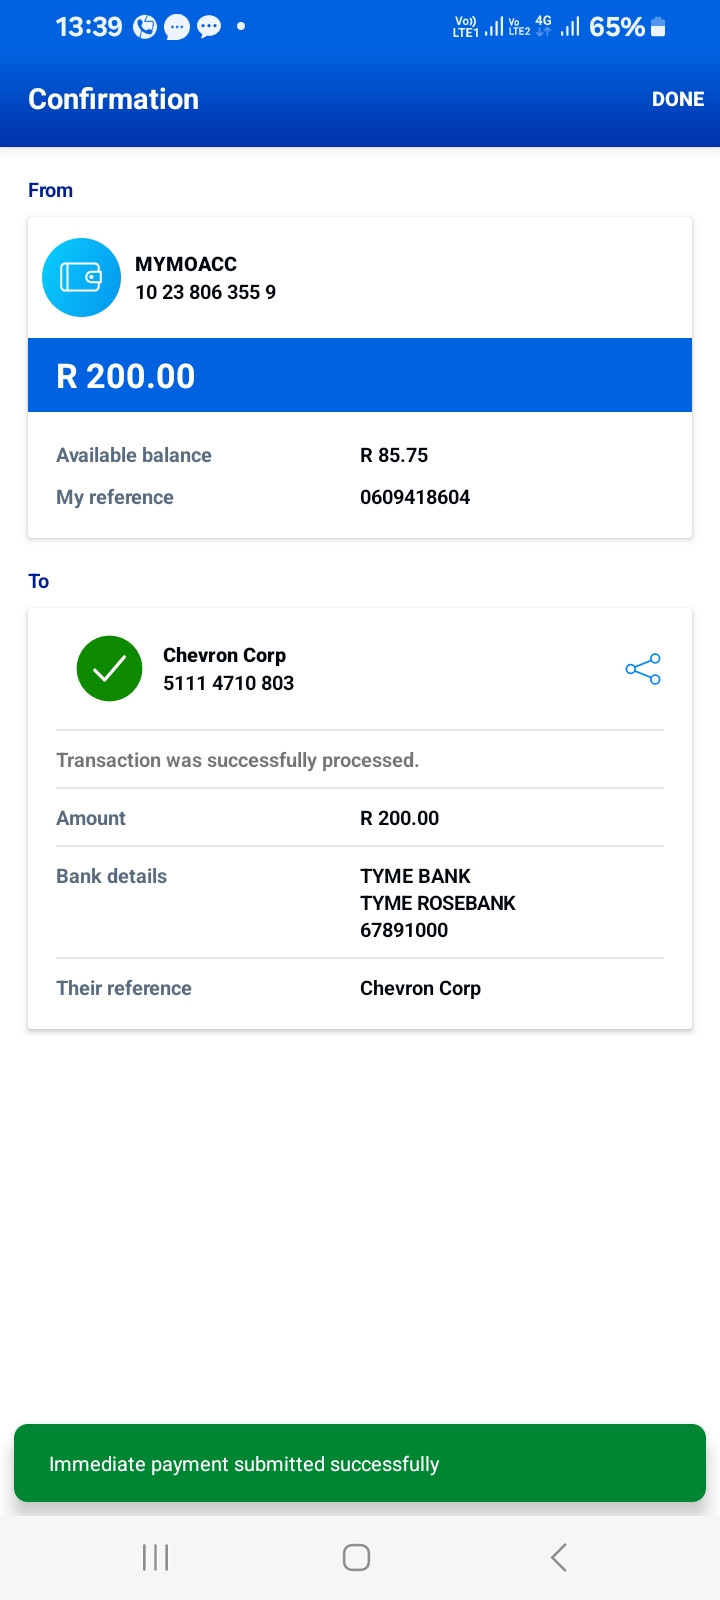 13:39
Vo)) LTE1 Vo LTE2 4G 65%
Confirmation DONE
From
MYMOACC
10 23 806 355 9
R 200.00
Available balance R 85.75
My reference 0609418604
To
Chevron Corp
5111 4710 803
Transaction was successfully processed.
Amount R 200.00
Bank details TYME BANK
TYME ROSEBANK
67891000
Their reference Chevron Corp
Immediate payment submitted successfully